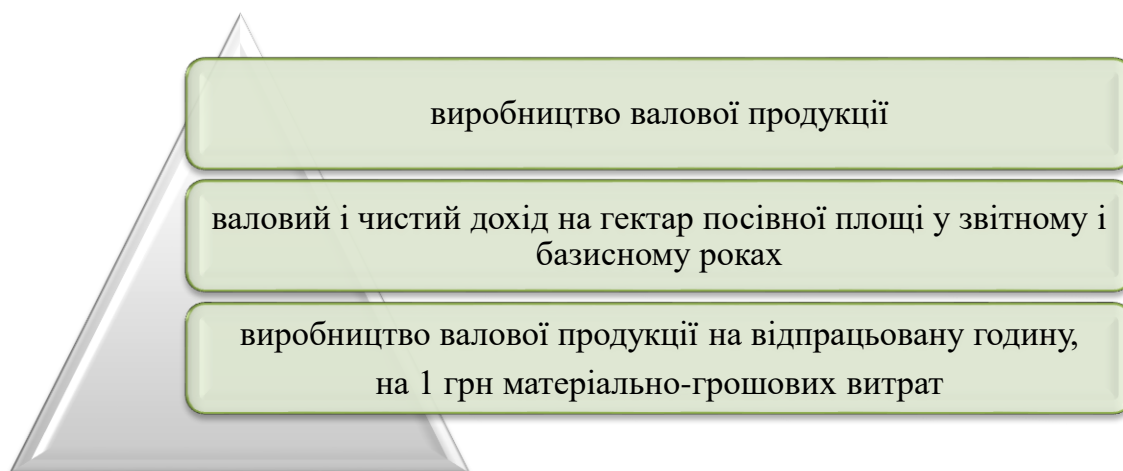 виробництво валової продукції
валовий і чистий дохід на гектар посівної площі у звітному і
базисному роках
виробництво валової продукції на відпрацьовану годину,
на 1 грн матеріально-грошових витрат